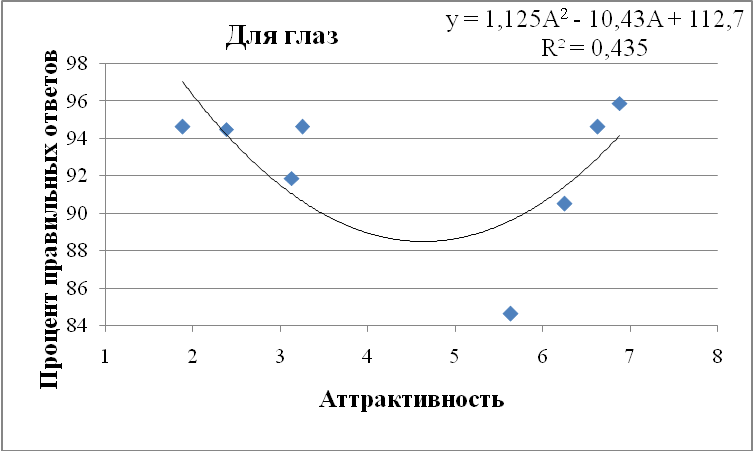 Для глаз
y = 1,125A² - 10,43A + 112,7
R² = 0,435
Процент правильных ответов
98
96
94
92
90
88
86
84
1 2 3 4 5 6 7 8
Аттрактивность